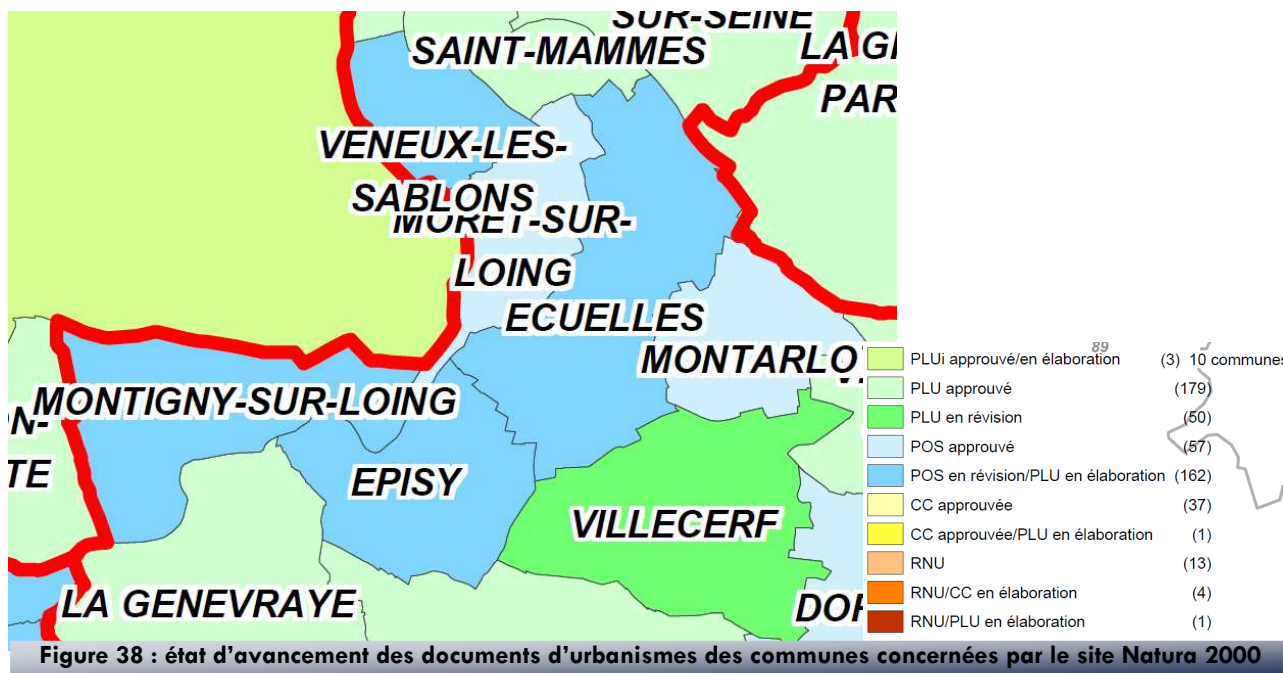 SUR-SEINE
SAINT-MAMMES
LA GE
PAR
VENEUX-LES-
SABLONS
MORET-SUR-
LOING
ECUELLES
MONTARLO
MONTIGNY-SUR-LOING
ON-
TE
EPISY
VILLECERF
LA GENEVRAYE
DOR
89
PLUi approuvé/en élaboration (3) 10 communes
PLU approuvé (179)
PLU en révision (50)
POS approuvé (57)
POS en révision/PLU en élaboration (162)
CC approuvée (37)
CC approuvée/PLU en élaboration (1)
RNU (13)
RNU/CC en élaboration (4)
RNU/PLU en élaboration (1)
Figure 38 : état d’avancement des documents d’urbanismes des communes concernées par le site Natura 2000